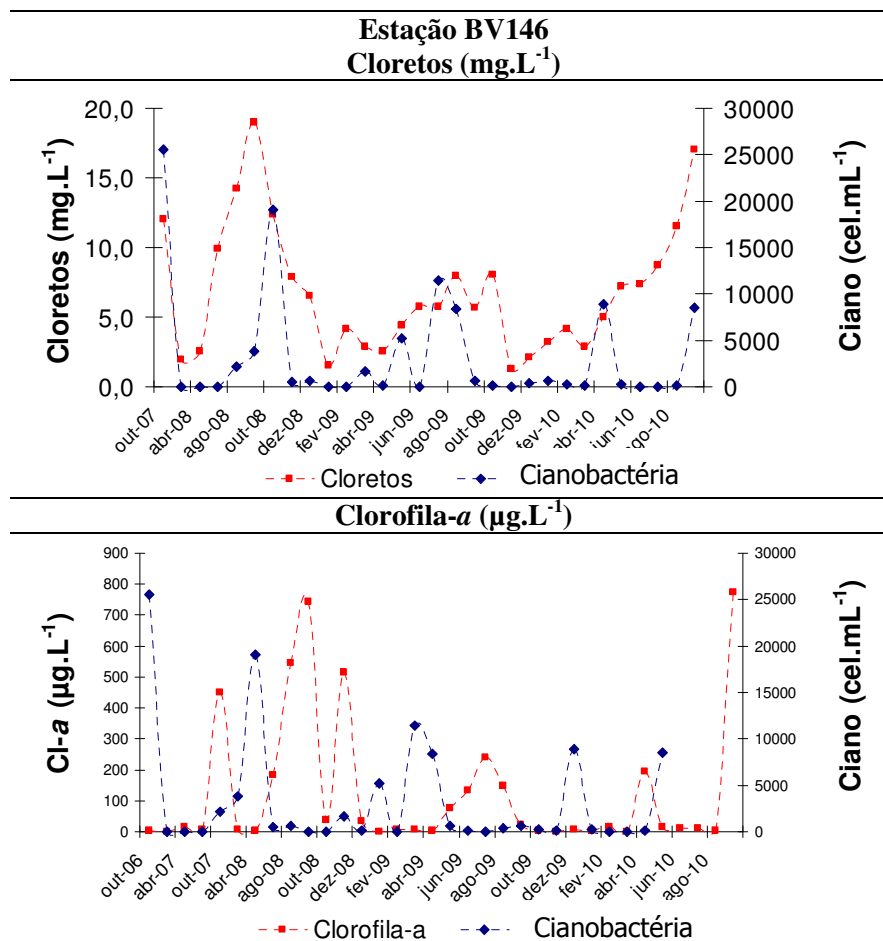 Estação BV146
Cloretos (mg.L-1)
Cloretos (mg.L-1)
20,0
15,0
10,0
5,0
0,0
30000
25000
20000
15000
10000
5000
0
Ciano (cel.mL-1)
out-07
abr-08
ago-08
out-08
dez-08
fev-09
abr-09
jun-09
ago-09
out-09
dez-09
fev-10
abr-10
jun-10
ago-10
Cloretos
Cianobactéria
Clorofila-a (µg.L-1)
Cl-a (µg.L-1)
900
800
700
600
500
400
300
200
100
0
30000
25000
20000
15000
10000
5000
0
Ciano (cel.mL-1)
out-06
abr-07
out-07
abr-08
ago-08
out-08
dez-08
fev-09
abr-09
jun-09
ago-09
out-09
dez-09
fev-10
abr-10
jun-10
ago-10
Clorofila-a
Cianobactéria